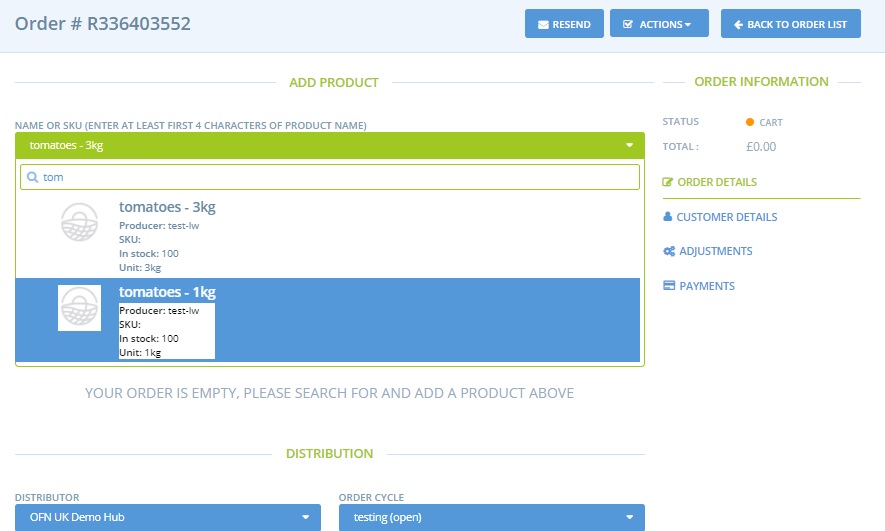 Order # R336403552
RESEND
ACTIONS
BACK TO ORDER LIST
ADD PRODUCT
NAME OR SKU (ENTER AT LEAST FIRST 4 CHARACTERS OF PRODUCT NAME)
tomatoes - 3kg
tom
tomatoes - 3kg
Producer: test-lw
SKU:
In stock: 100
Unit: 3kg
tomatoes - 1kg
Producer: test-lw
SKU:
In stock: 100
Unit: 1kg
YOUR ORDER IS EMPTY, PLEASE SEARCH FOR AND ADD A PRODUCT ABOVE
DISTRIBUTION
DISTRIBUTOR
OFN UK Demo Hub
ORDER CYCLE
testing (open)
ORDER INFORMATION
STATUS
CART
TOTAL :
£0.00
ORDER DETAILS
CUSTOMER DETAILS
ADJUSTMENTS
PAYMENTS